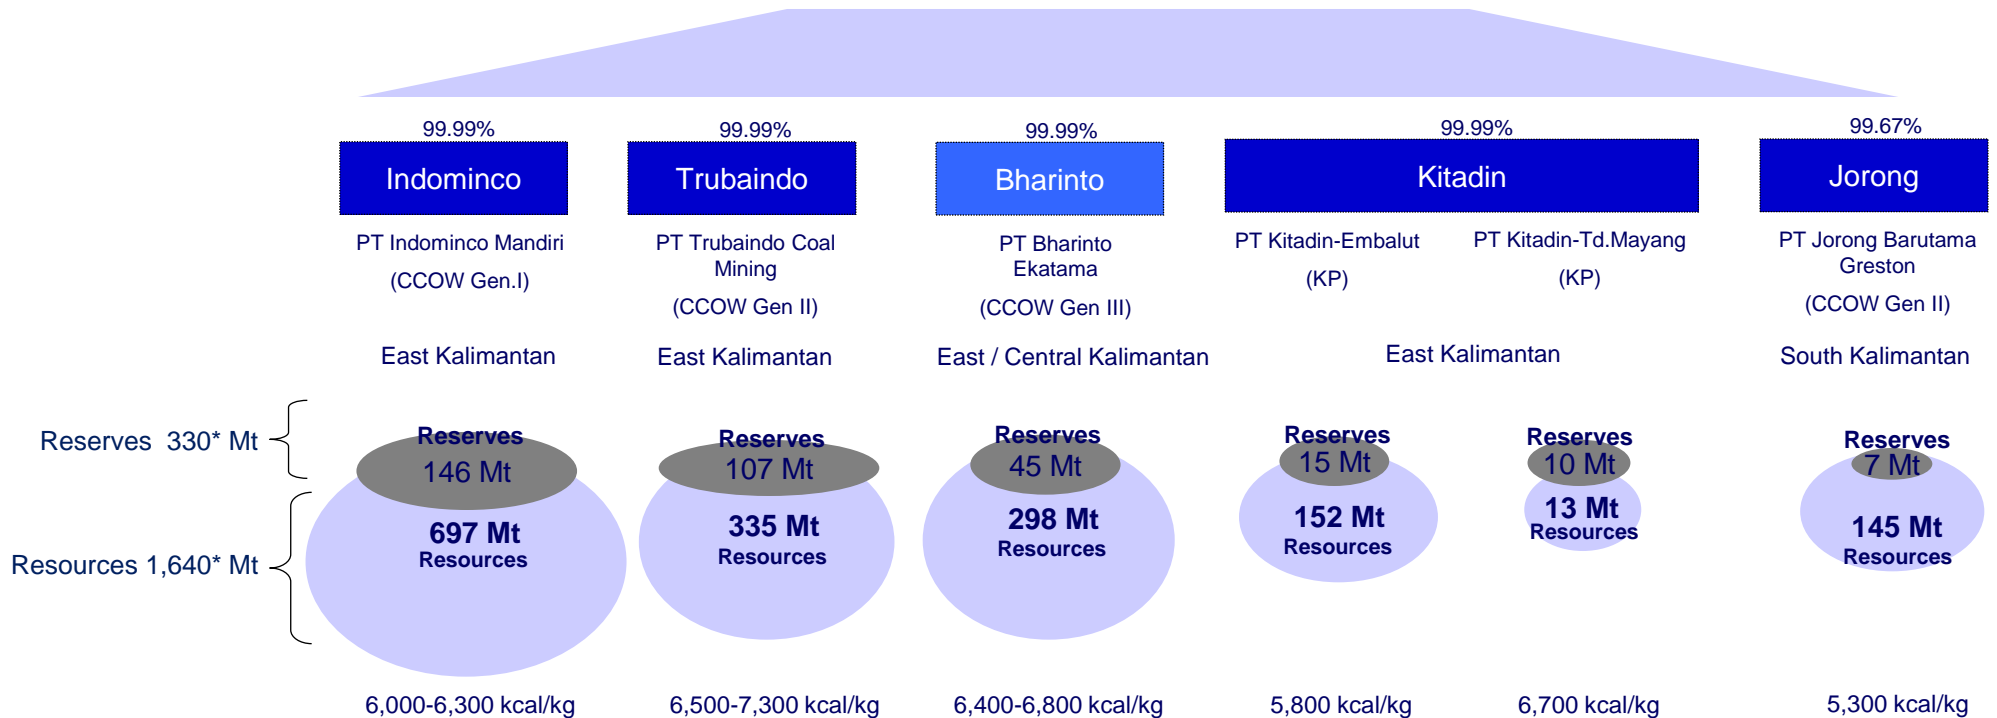 99.99%
99.99%
99.99%
99.99%
99.67%
Indominco
Trubaindo
Bharinto
Kitadin
Jorong
PT Indominco Mandiri
(CCOW Gen.I)
PT Trubaindo Coal
Mining
(CCOW Gen II)
PT Bharinto
Ekatama
(CCOW Gen III)
PT Kitadin-Embalut
(KP)
PT Kitadin-Td.Mayang
(KP)
PT Jorong Barutama
Greston
(CCOW Gen II)
East Kalimantan
East Kalimantan
East / Central Kalimantan
East Kalimantan
South Kalimantan
Reserves 330* Mt
Reserves
146 Mt
Reserves
107 Mt
Reserves
45 Mt
Reserves
15 Mt
Reserves
10 Mt
Reserves
7 Mt
Resources 1,640* Mt
697 Mt
Resources
335 Mt
Resources
298 Mt
Resources
152 Mt
Resources
13 Mt
Resources
145 Mt
Resources
6,000-6,300 kcal/kg
6,500-7,300 kcal/kg
6,400-6,800 kcal/kg
5,800 kcal/kg
6,700 kcal/kg
5,300 kcal/kg